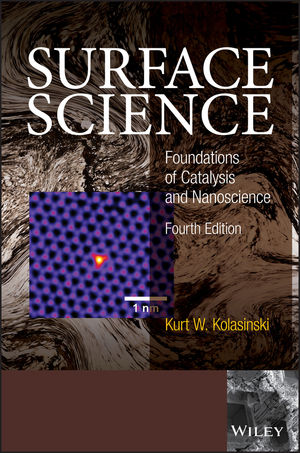 SURFACE
SCIENCE
Foundations
of Catalysis
and Nanoscience
Fourth Edition
1 nm
Kurt W. Kolasinski
WILEY